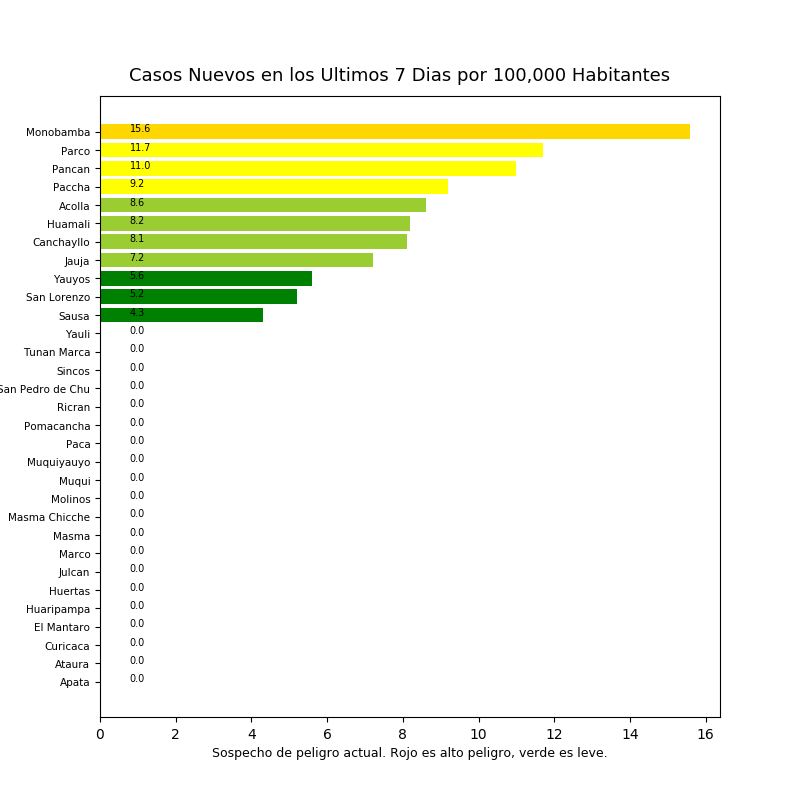 Casos Nuevos en los Ultimos 7 Dias por 100,000 Habitantes
Monobamba 15.6
Parco 11.7
Pancan 11.0
Paccha 9.2
Acolla 8.6
Huamali 8.2
Canchayllo 8.1
Jauja 7.2
Yauyos 5.6
San Lorenzo 5.2
Sausa 4.3
Yauli 0.0
Tunan Marca 0.0
Sincos 0.0
San Pedro de Chu 0.0
Ricran 0.0
Pomacancha 0.0
Paca 0.0
Muquiyauyo 0.0
Muqui 0.0
Molinos 0.0
Masma Chicche 0.0
Masma 0.0
Marco 0.0
Julcan 0.0
Huertas 0.0
Huaripampa 0.0
El Mantaro 0.0
Curicaca 0.0
Ataura 0.0
Apata 0.0
0 2 4 6 8 10 12 14 16
Sospecho de peligro actual. Rojo es alto peligro, verde es leve.